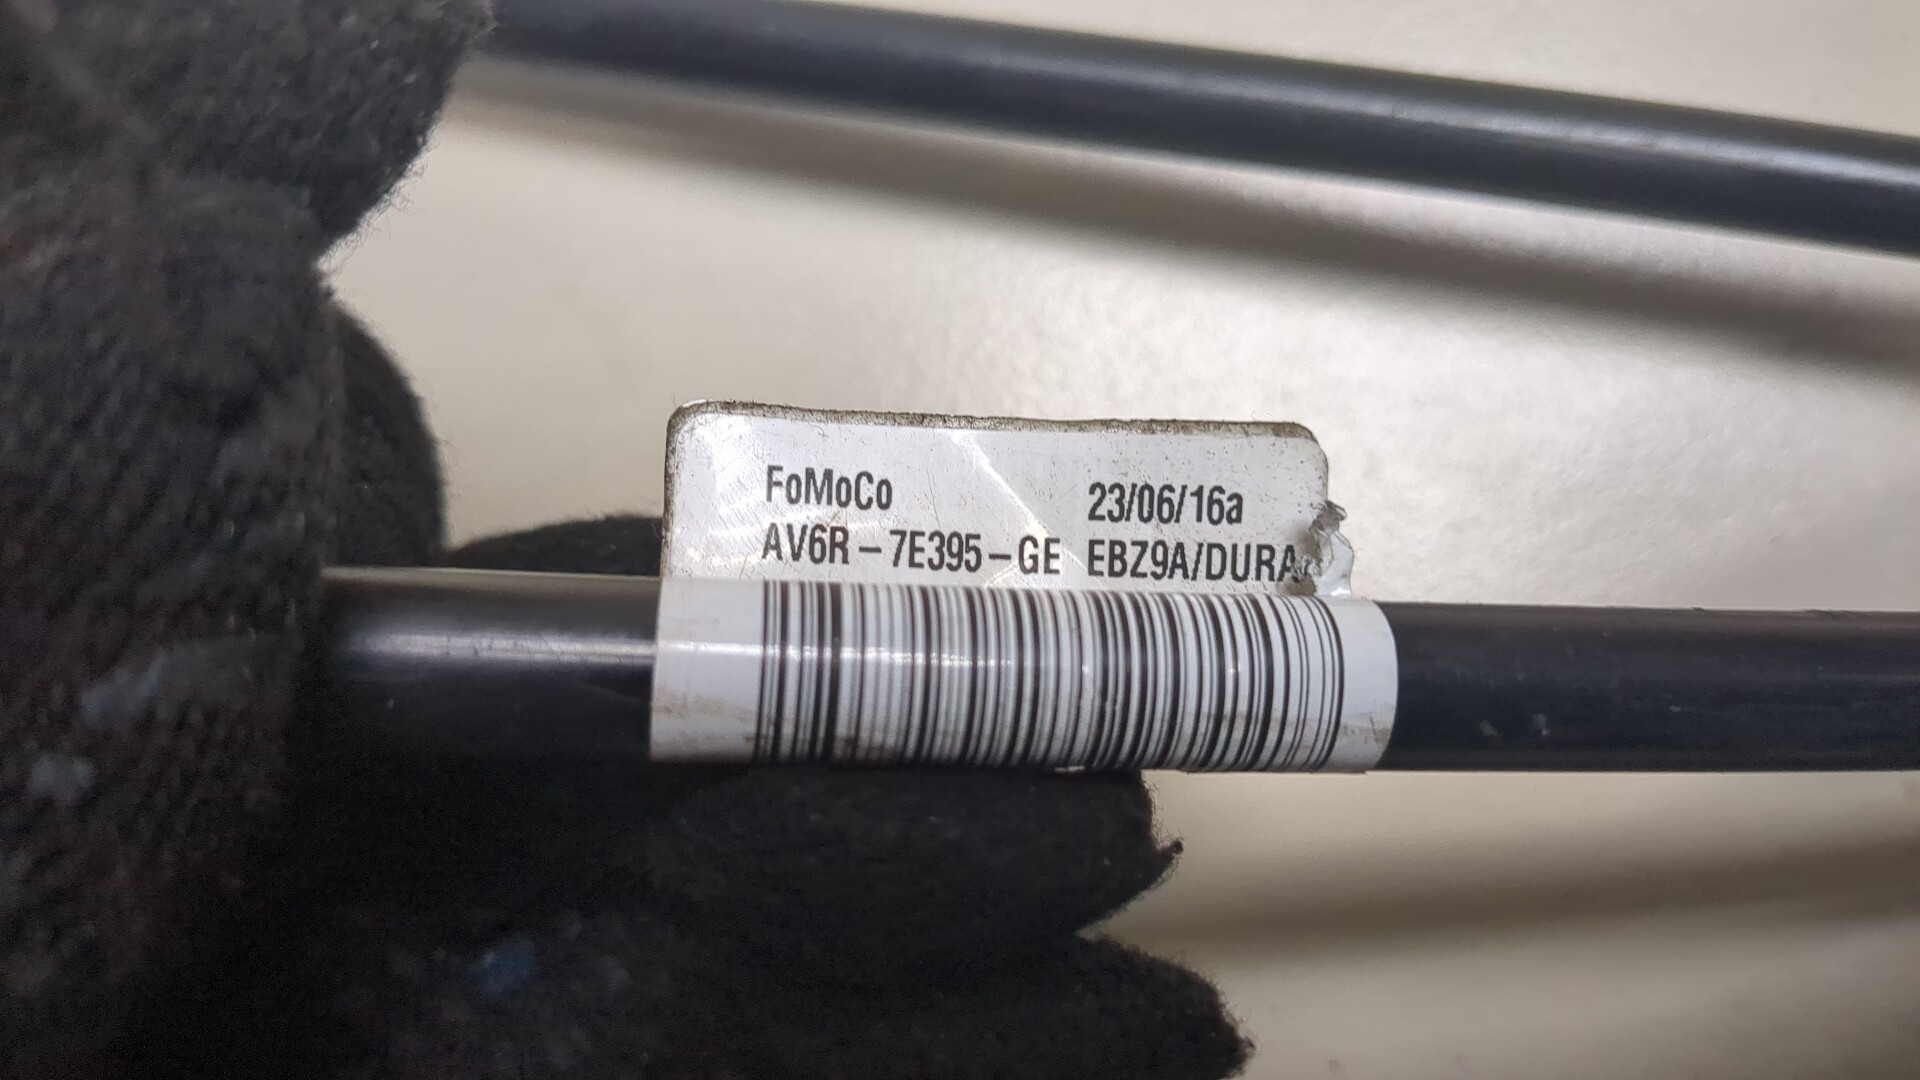 FoMoCo 23/06/16a
AV6R-7E395-GE EBZ9A/DURA